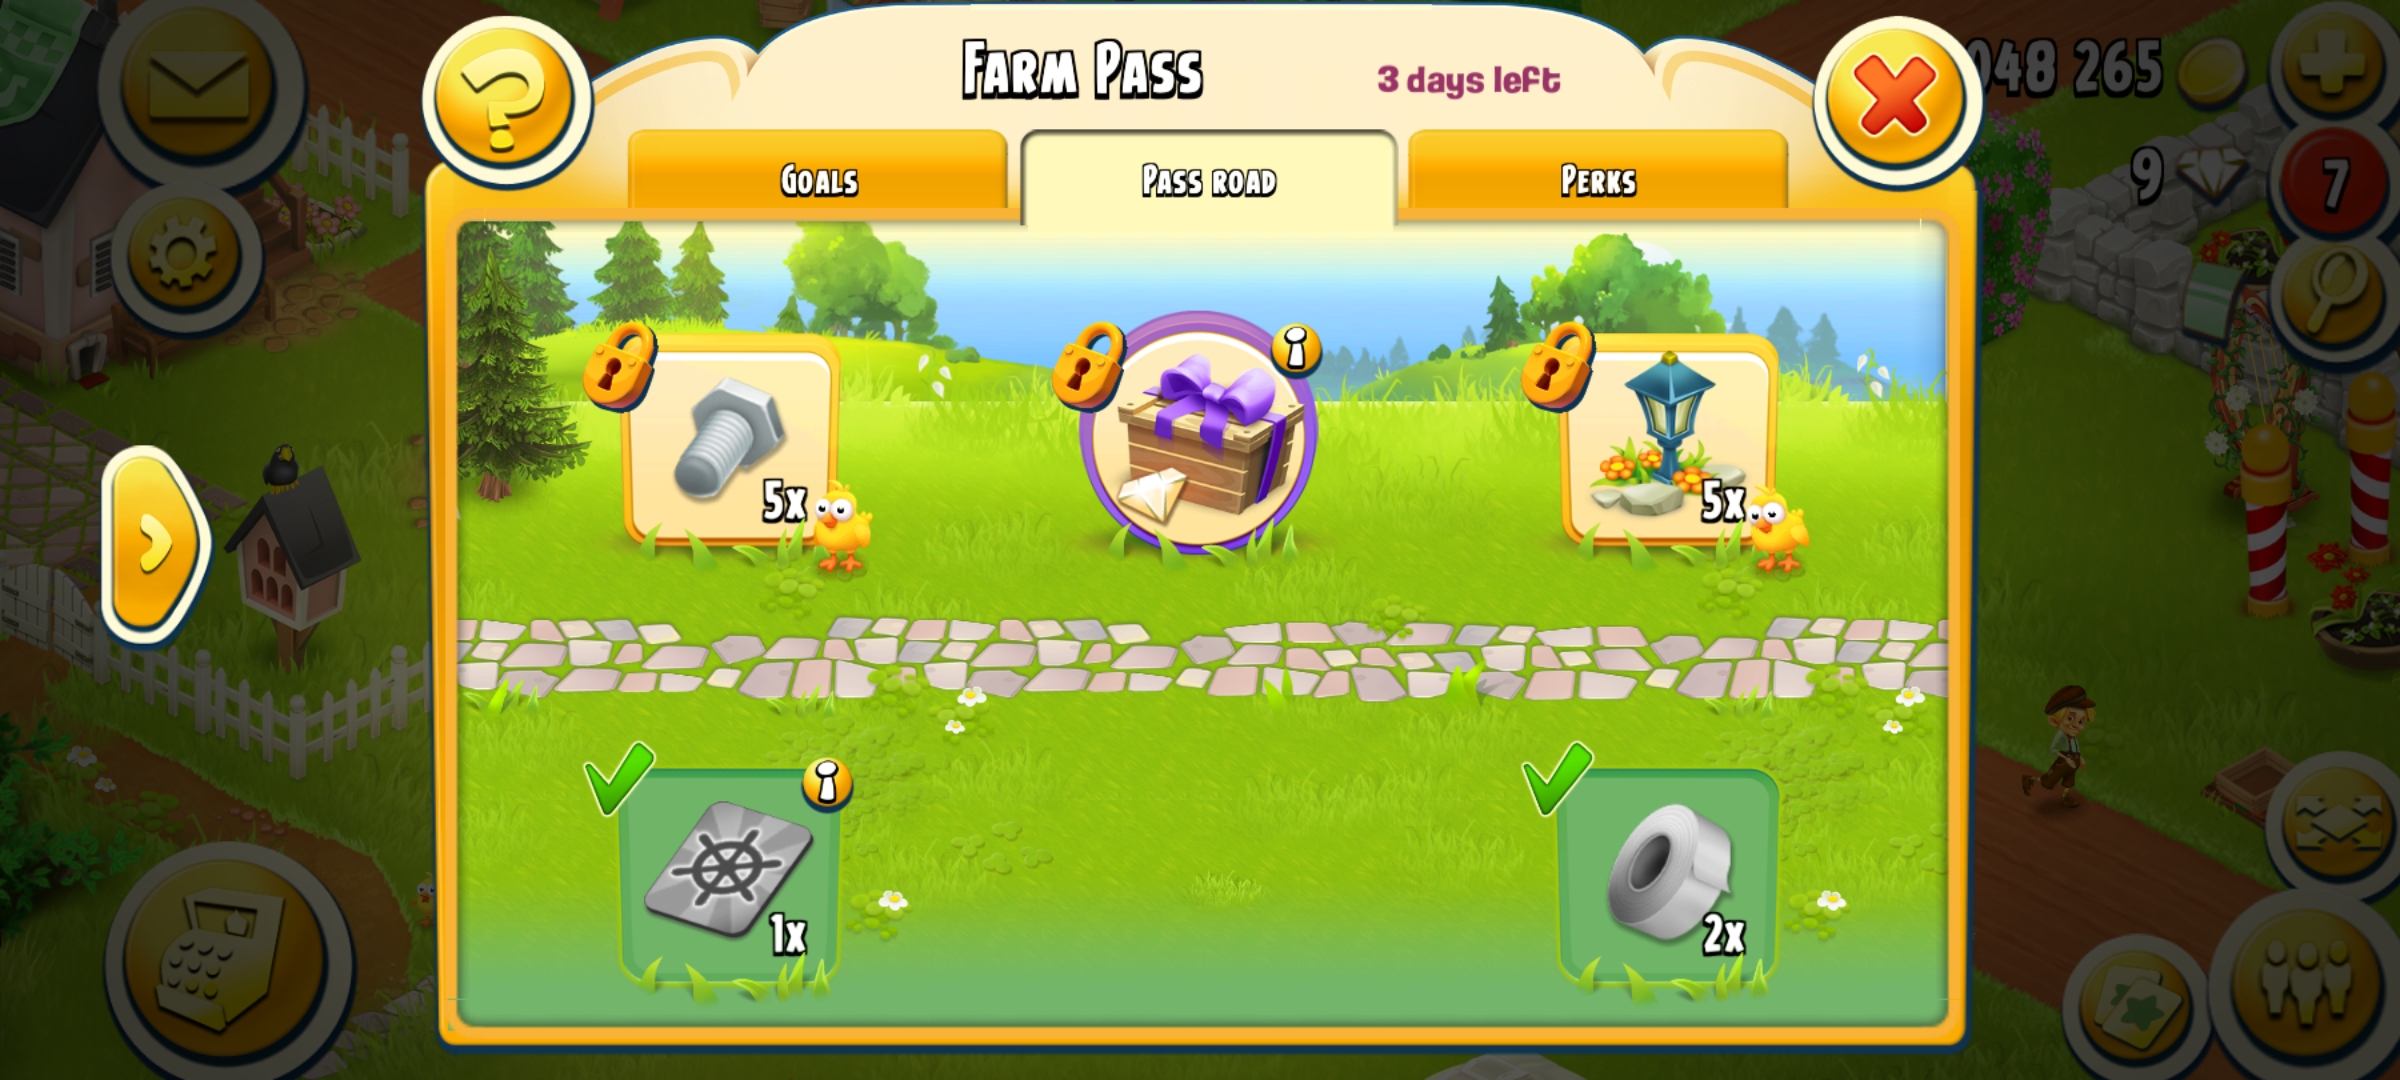 FARM PASS
3 days left
048 265
9
7
GOALS
PASS ROAD
PERKS
5x
5x
1x
2x